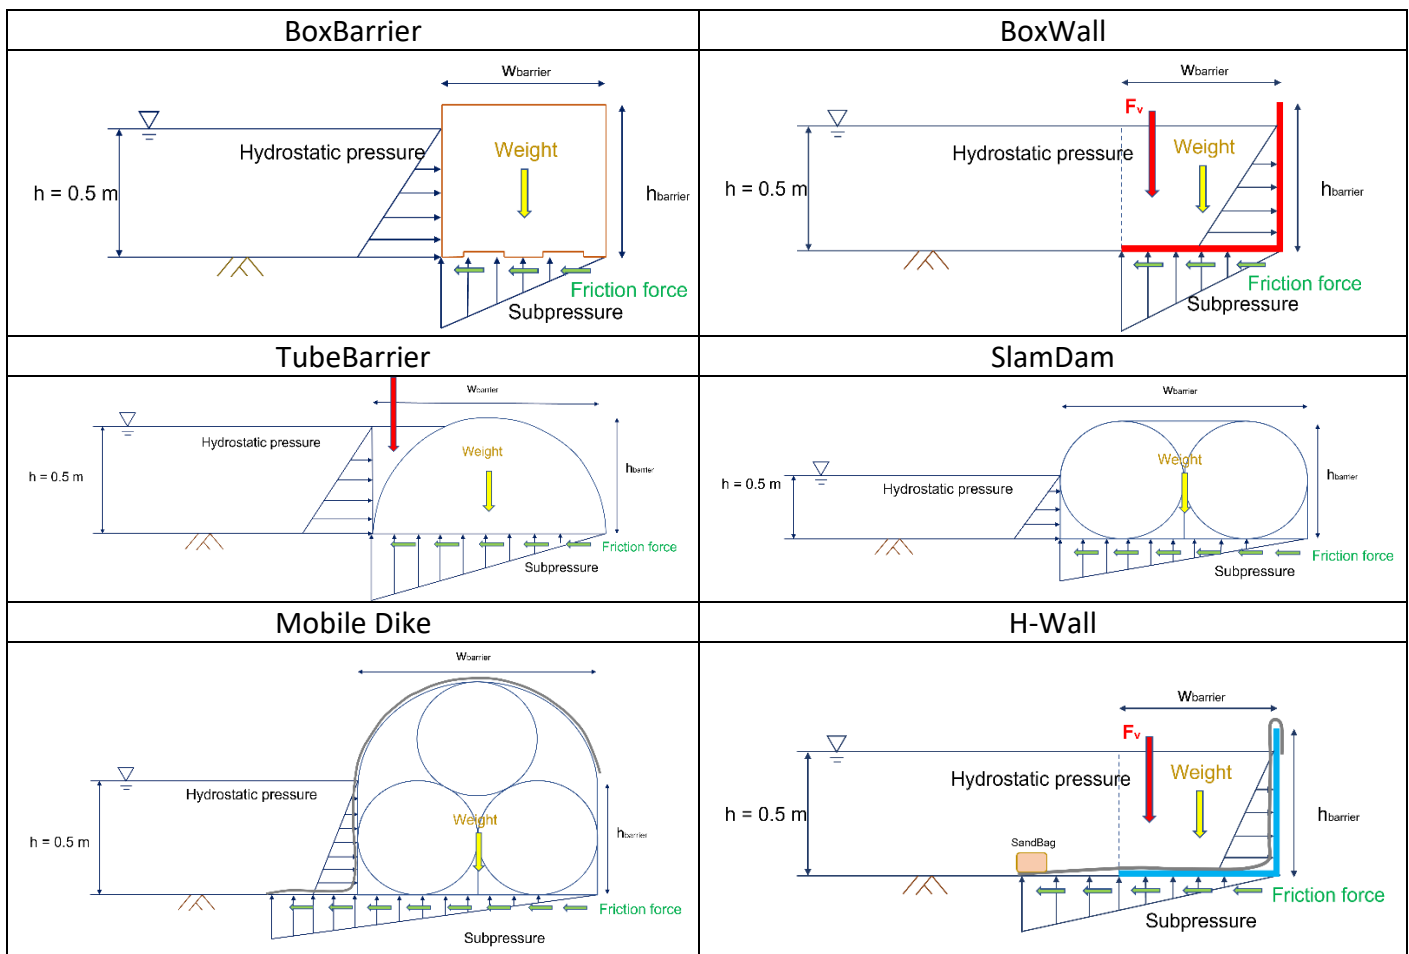 BoxBarrier
BoxWall
Wbarrier
Hydrostatic pressure
Weight
h = 0.5 m
hbarrier
Friction force
Subpressure
Wbarrier
Fv
Hydrostatic pressure
Weight
h = 0.5 m
hbarrier
Friction force
Subpressure
TubeBarrier
SlamDam
Wbarrier
Hydrostatic pressure
Weight
hbarrier
h = 0.5 m
Friction force
Subpressure
Wbarrier
Weight
h = 0.5 m
Hydrostatic pressure
hbarrier
Friction force
Subpressure
Mobile Dike
H-Wall
Wbarrier
Hydrostatic pressure
Weight
hbarrier
h = 0.5 m
Friction force
Subpressure
Wbarrier
Fv
Hydrostatic pressure
Weight
h = 0.5 m
hbarrier
SandBag
Friction force
Subpressure